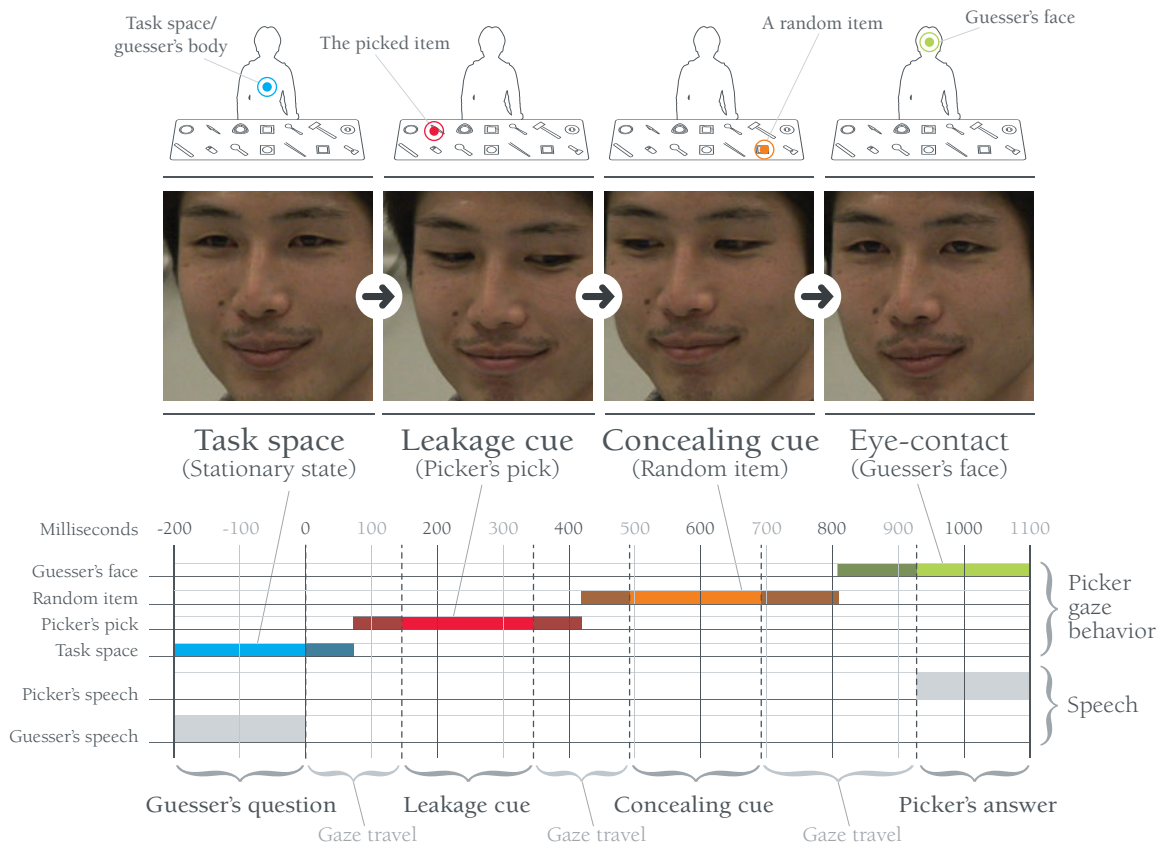 Task space/
guesser's body
The picked item
A random item
Guesser's face
Task space
(Stationary state)
Leakage cue
(Picker's pick)
Concealing cue
(Random item)
Eye-contact
(Guesser's face)
Milliseconds -200 -100 0 100 200 300 400 500 600 700 800 900 1000 1100
Guesser's face
Random item
Picker's pick
Task space
Picker's speech
Guesser's speech
Picker
gaze
behavior
Speech
Guesser's question
Leakage cue
Concealing cue
Picker's answer
Gaze travel
Gaze travel
Gaze travel